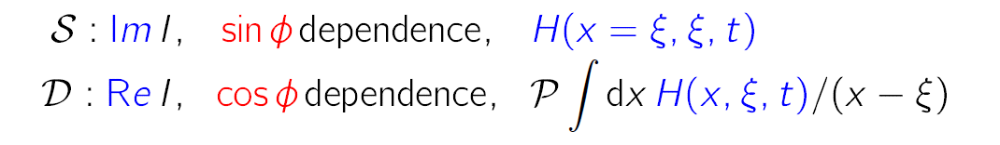 𝒮 : Im I, sin ϕ dependence, H(x = ξ, ξ, t)
𝒟 : Re I, cos ϕ dependence, 𝒫 ∫ dx H(x, ξ, t)/(x − ξ)